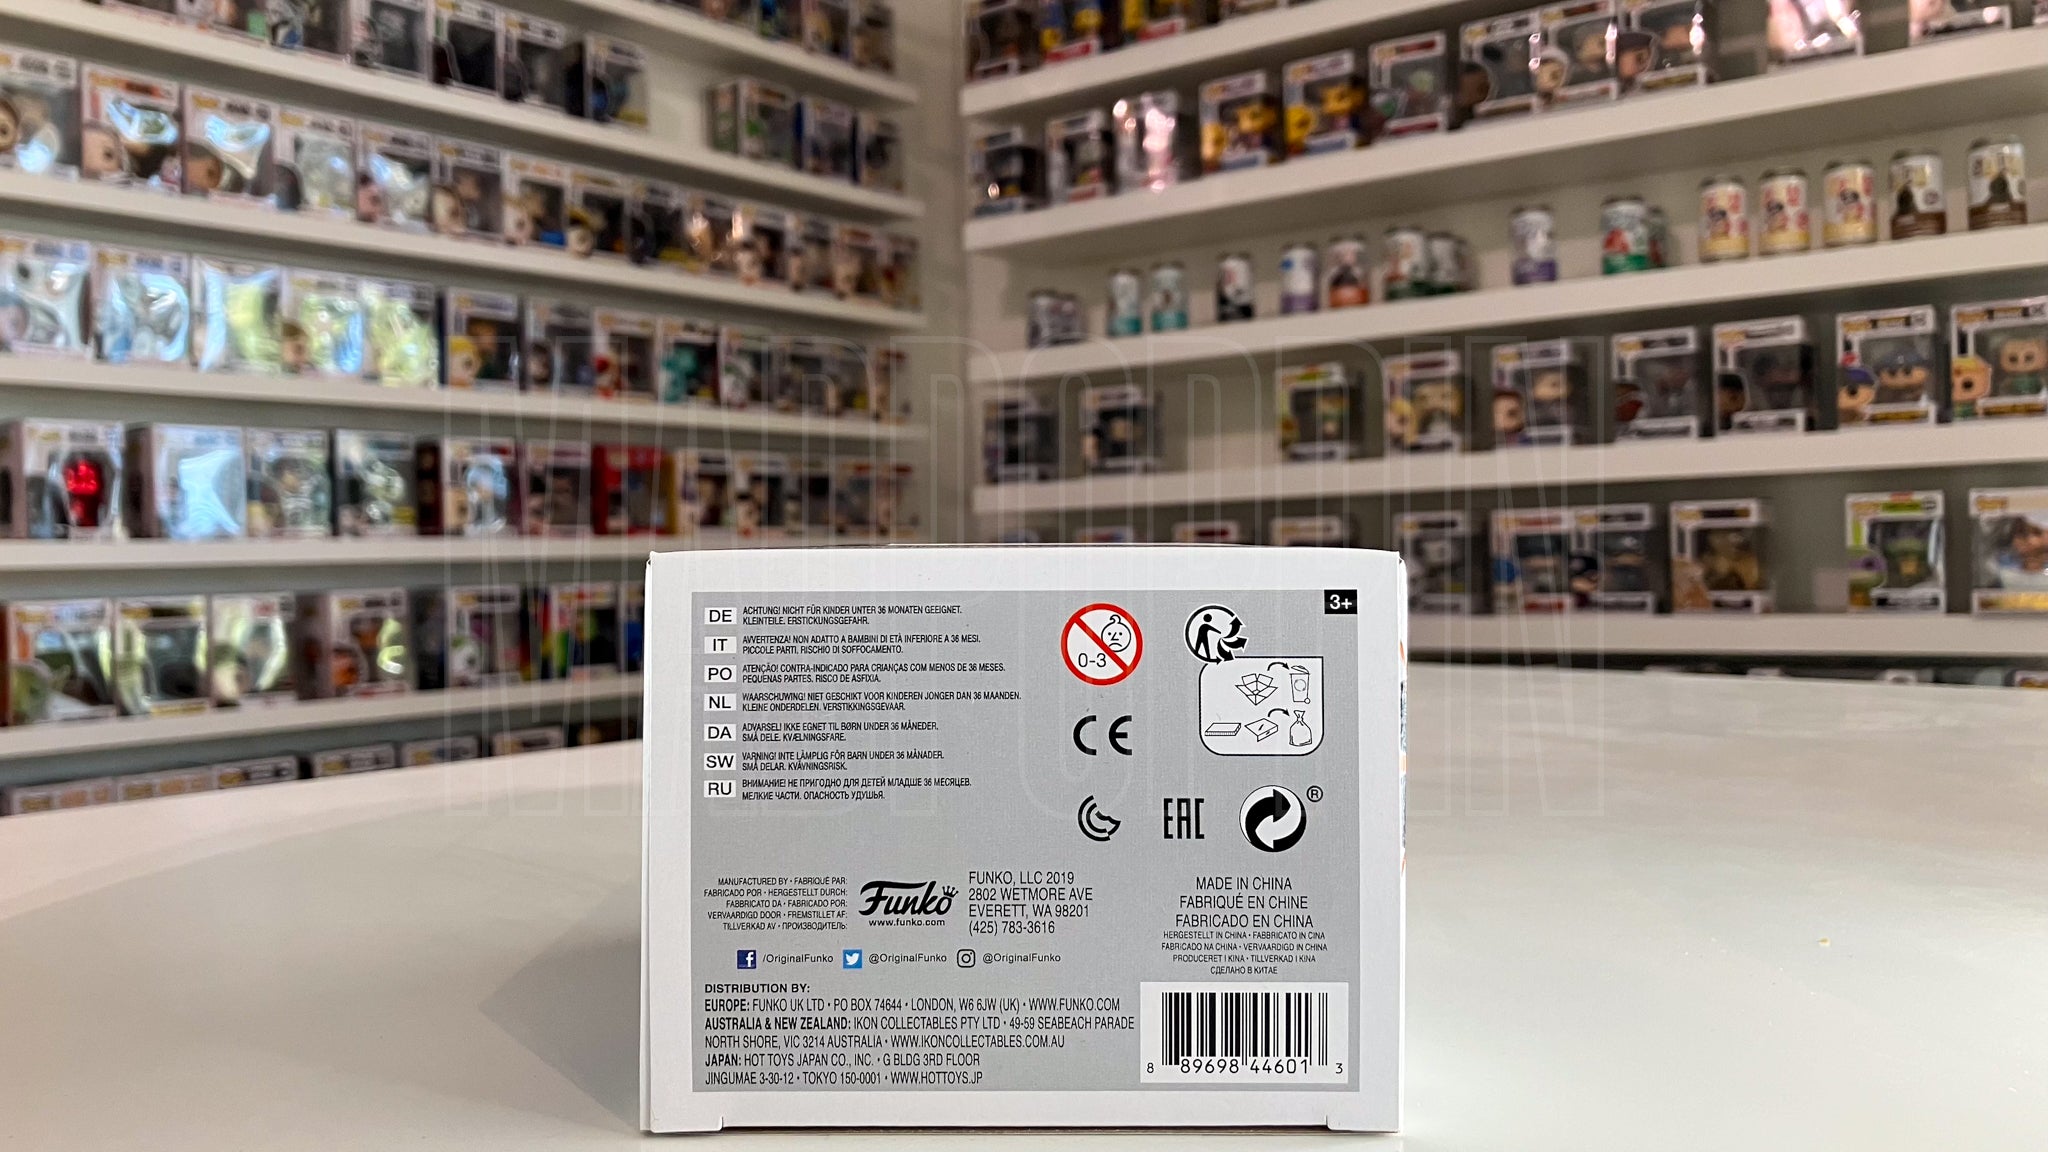 3+
DE ACHTUNG! NICHT FÜR KINDER UNTER 36 MONATEN GEEIGNET.
KLEINTEILE. ERSTICKUNGSGEFAHR.
IT AVVERTENZA! NON ADATTO A BAMBINI DI ETÀ INFERIORE A 36 MESI.
PICCOLE PARTI. RISCHIO DI SOFFOCAMENTO.
PO ATENÇÃO! CONTRA-INDICADO PARA CRIANÇAS COM MENOS DE 36 MESES.
PEQUENAS PARTES. RISCO DE ASFIXIA.
NL WAARSCHUWING! NIET GESCHIKT VOOR KINDEREN JONGER DAN 36 MAANDEN.
KLEINE ONDERDELEN. VERSTIKKINGSGEVAAR.
DA ADVARSEL! IKKE EGNET TIL BØRN UNDER 36 MÅNEDER.
SMÅ DELE. KVÆLNINGSFARE.
SW VARNING! INTE LÄMPLIG FÖR BARN UNDER 36 MÅNADER.
SMÅ DELAR. KVÄVNINGSRISK.
RU ВНИМАНИЕ! НЕ ПРИГОДНО ДЛЯ ДЕТЕЙ МЛАДШЕ 36 МЕСЯЦЕВ.
МЕЛКИЕ ЧАСТИ. ОПАСНОСТЬ УДУШЬЯ.
0-3
CE
EAC
®
MANUFACTURED BY • FABRIQUÉ PAR:
FABRICADO POR • HERGESTELLT DURCH:
FABBRICATO DA • FABRICADO POR:
VERVAARDIGD DOOR • FREMSTILLET AF:
TILLVERKAD AV • ПРОИЗВОДИТЕЛЬ:
Funko
www.funko.com
FUNKO, LLC 2019
2802 WETMORE AVE
EVERETT, WA 98201
(425) 783-3616
MADE IN CHINA
FABRIQUÉ EN CHINE
FABRICADO EN CHINA
HERGESTELLT IN CHINA • FABBRICATO IN CINA
FABRICADO NA CHINA • VERVAARDIGD IN CHINA
PRODUCERET I KINA • TILLVERKAD I KINA
СДЕЛАНО В КИТАЕ
/OriginalFunko @OriginalFunko @OriginalFunko
DISTRIBUTION BY:
EUROPE: FUNKO UK LTD • PO BOX 74644 • LONDON, W6 6JW (UK) • WWW.FUNKO.COM
AUSTRALIA & NEW ZEALAND: IKON COLLECTABLES PTY LTD • 49-59 SEABEACH PARADE
NORTH SHORE, VIC 3214 AUSTRALIA • WWW.IKONCOLLECTABLES.COM.AU
JAPAN: HOT TOYS JAPAN CO., INC. • G BLDG 3RD FLOOR
JINGUMAE 3-30-12 • TOKYO 150-0001 • WWW.HOTTOYS.JP
8 89698 44601 3
MADPOPPIN